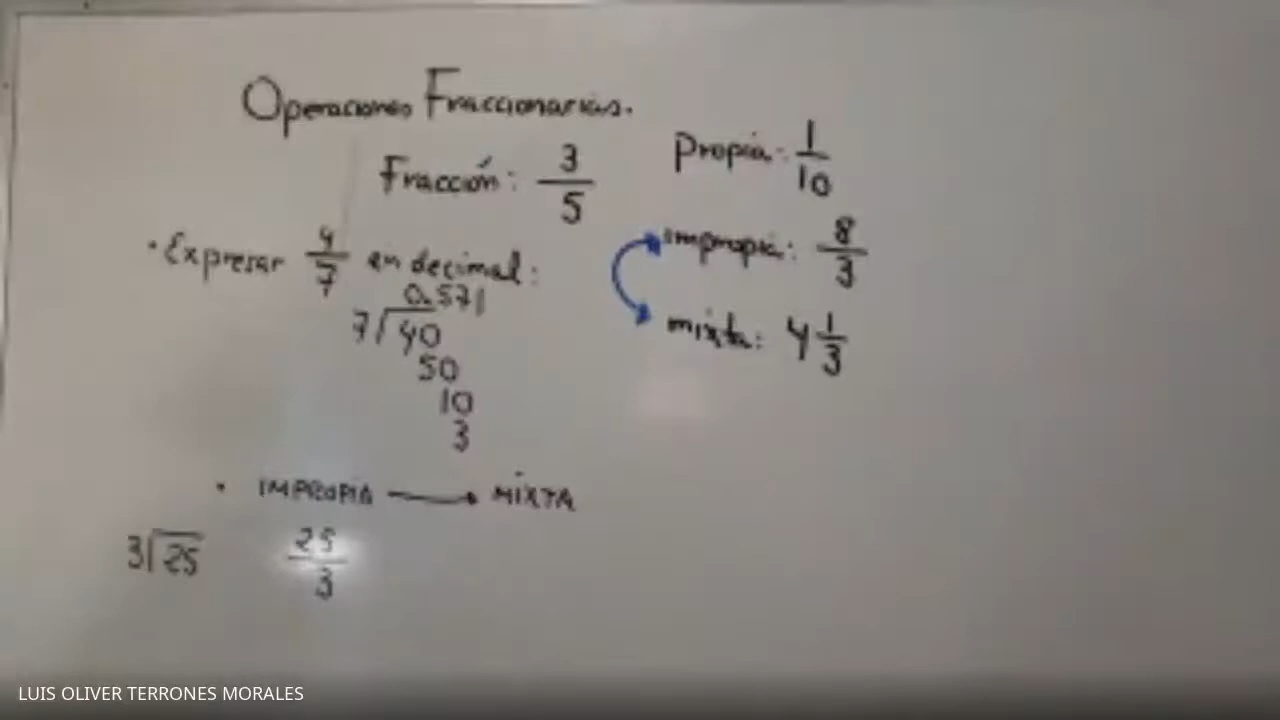 Operaciones Fraccionarias.
Fracción: 3/5
Propia: 1/10
impropia: 8/3
mixta: 4 1/3
• Expresar 4/7 en decimal:
0.571
7 40
50
10
3
• IMPROPIA → MIXTA
3 25
25/3
LUIS OLIVER TERRONES MORALES